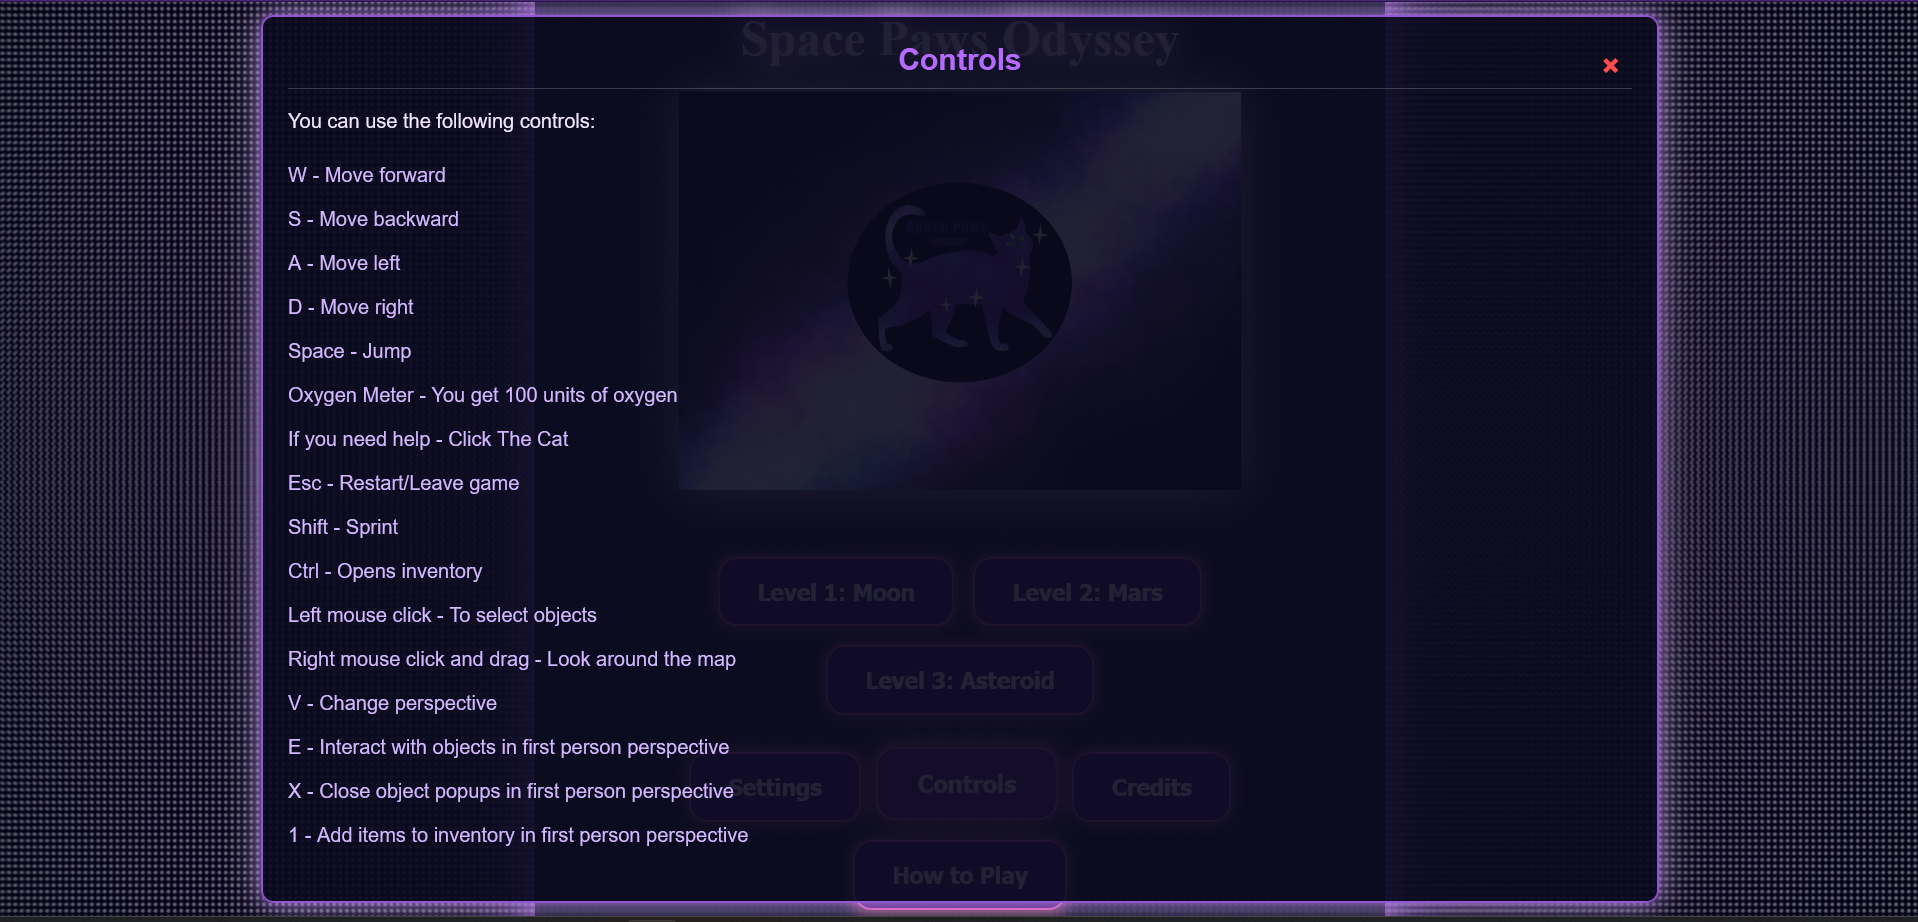 Space Paws Odyssey
Controls
You can use the following controls:
W - Move forward
S - Move backward
A - Move left
D - Move right
Space - Jump
Oxygen Meter - You get 100 units of oxygen
If you need help - Click The Cat
Esc - Restart/Leave game
Shift - Sprint
Ctrl - Opens inventory
Left mouse click - To select objects
Right mouse click and drag - Look around the map
V - Change perspective
E - Interact with objects in first person perspective
X - Close object popups in first person perspective
1 - Add items to inventory in first person perspective
Space Paws
Level 1: Moon
Level 2: Mars
Level 3: Asteroid
Settings
Controls
Credits
How to Play